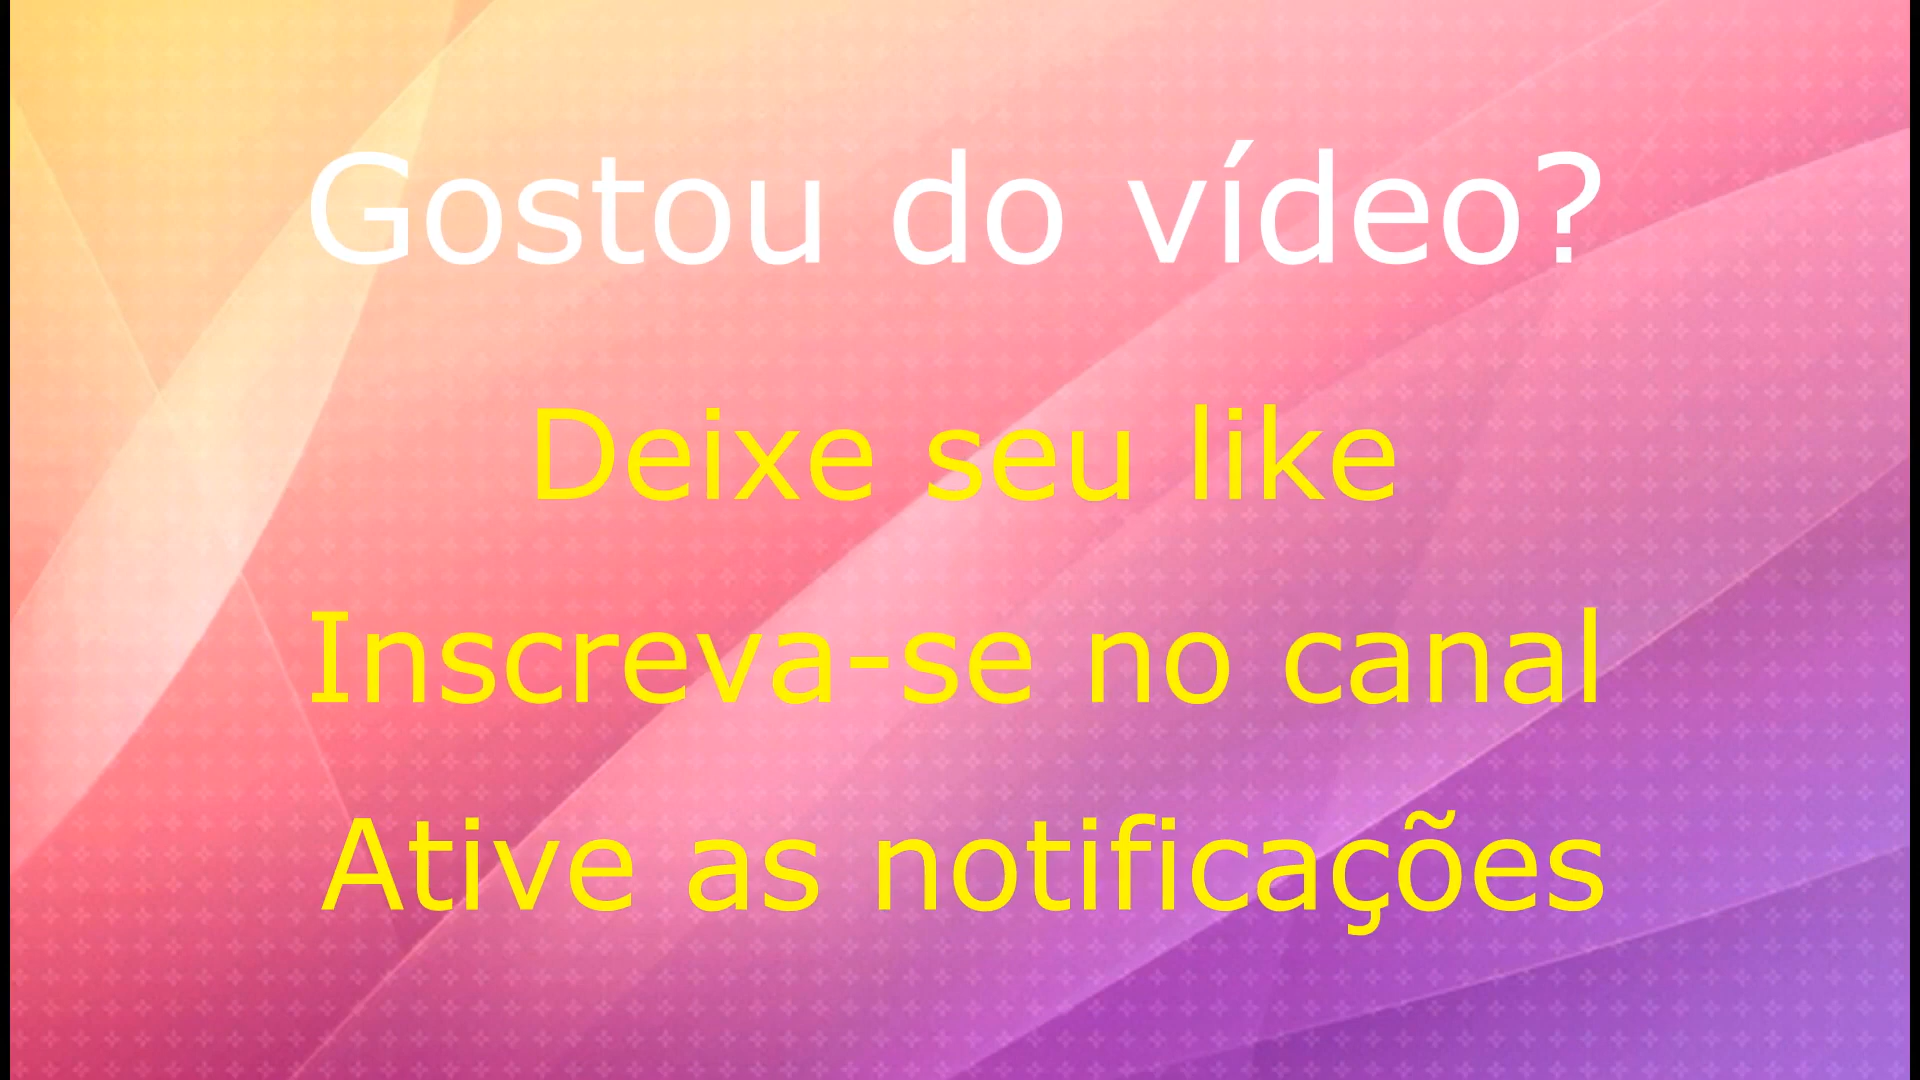 Gostou do vídeo?
Deixe seu like
Inscreva-se no canal
Ative as notificações